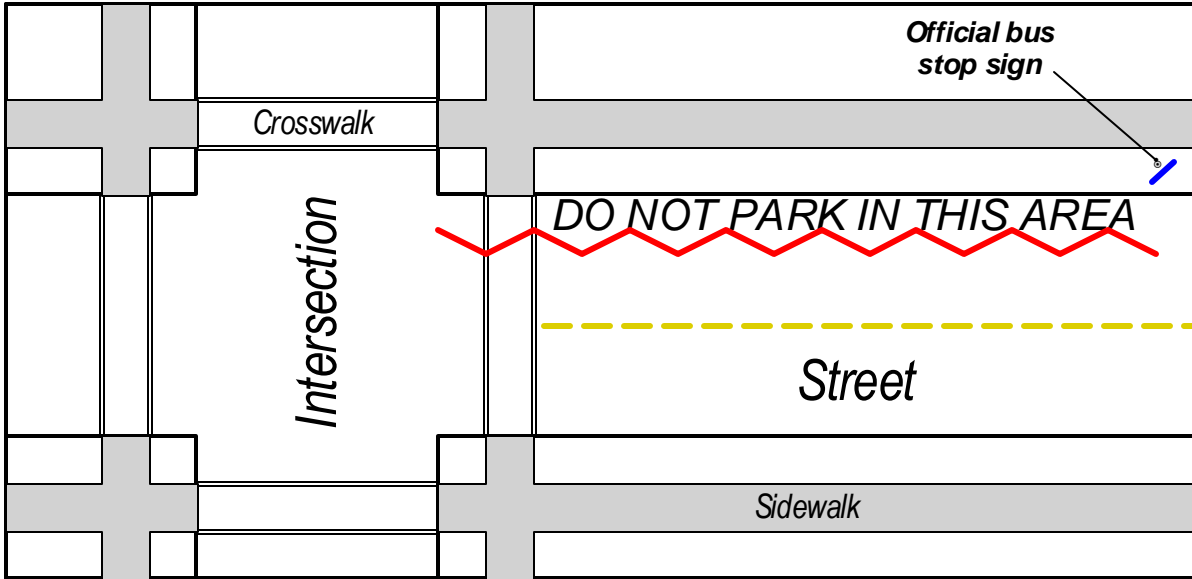 Official bus
stop sign
Crosswalk
DO NOT PARK IN THIS AREA
Intersection
Street
Sidewalk